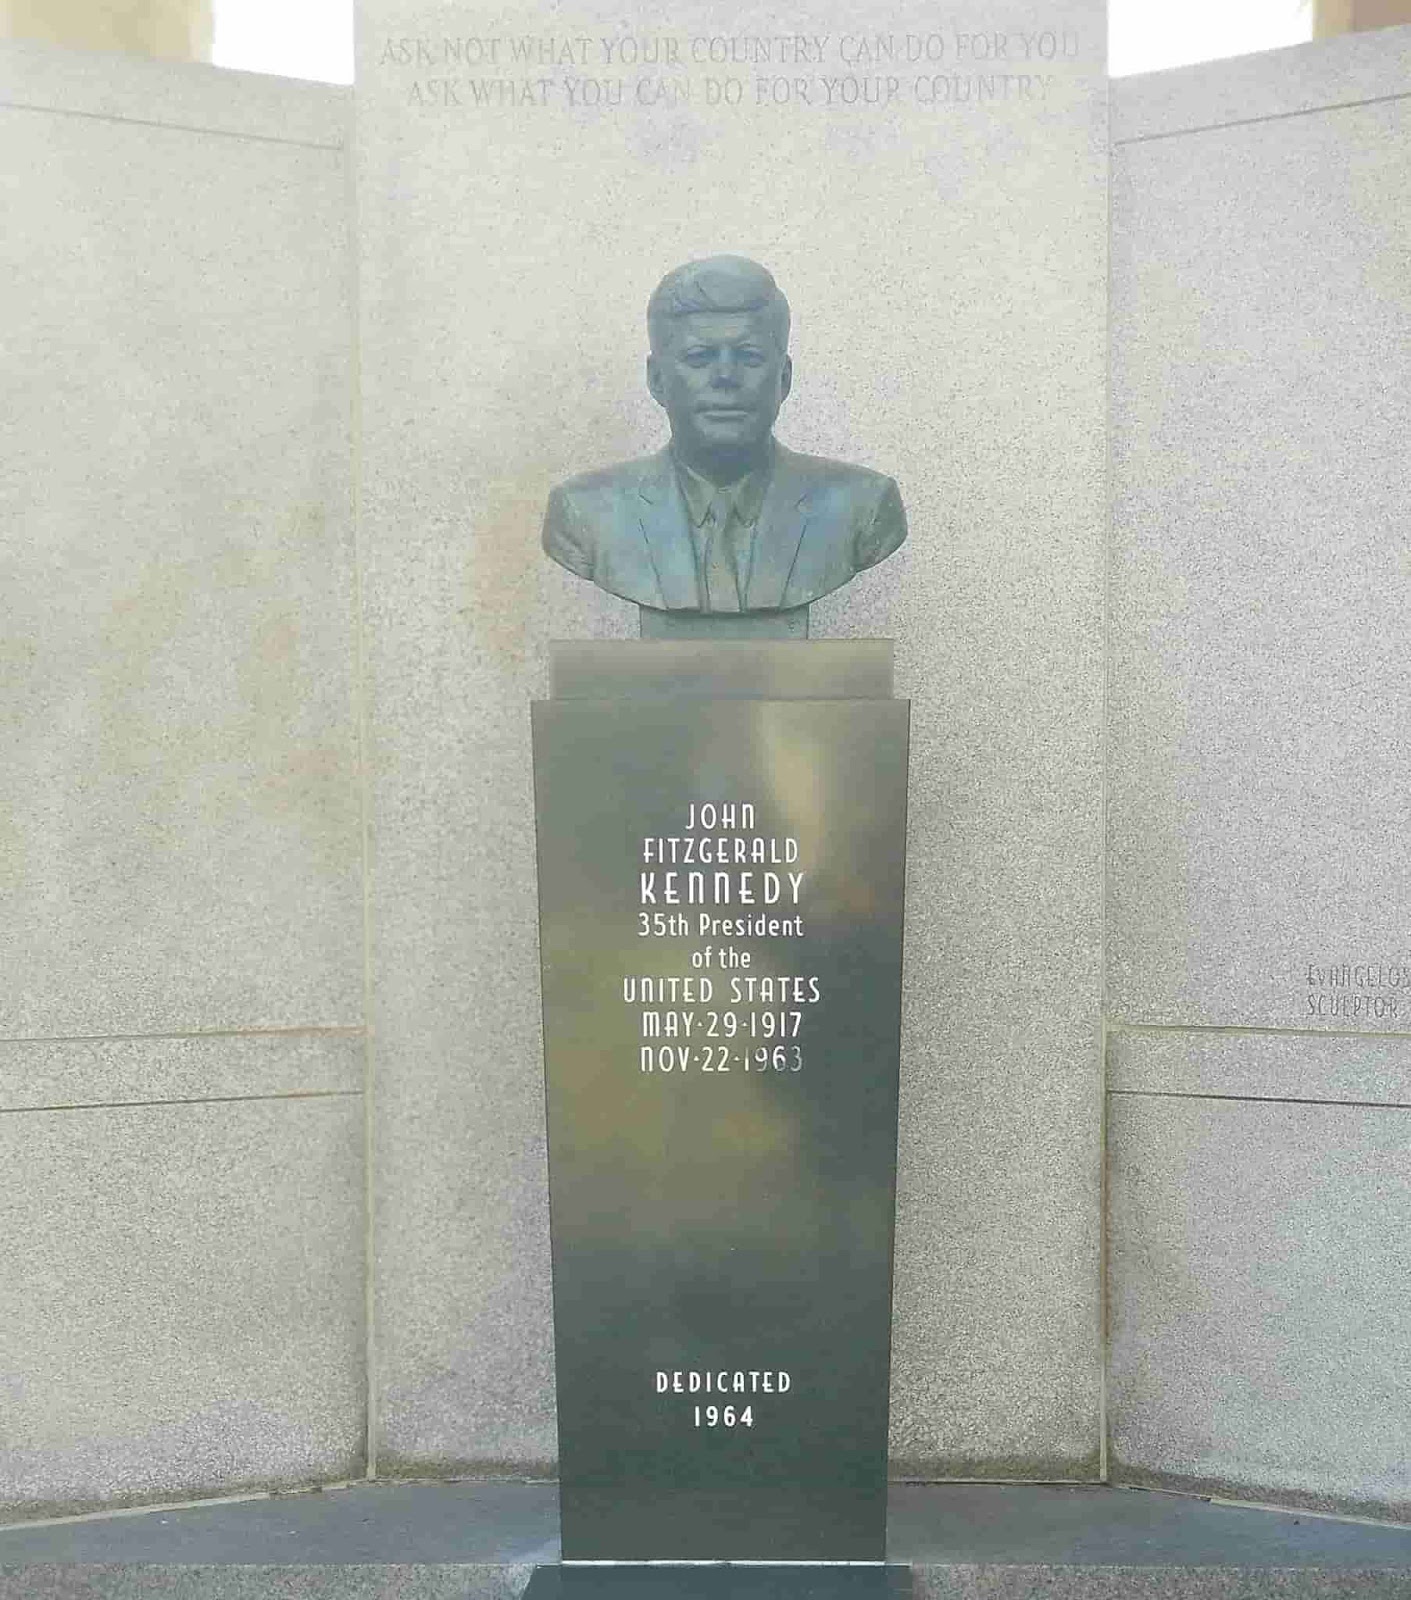 ASK NOT WHAT YOUR COUNTRY CAN DO FOR YOU
ASK WHAT YOU CAN DO FOR YOUR COUNTRY
JOHN
FITZGERALD
KENNEDY
35th President
of the
UNITED STATES
MAY·29·1917
NOV·22·1963
DEDICATED
1964
EVANGELOS
SCULPTOR